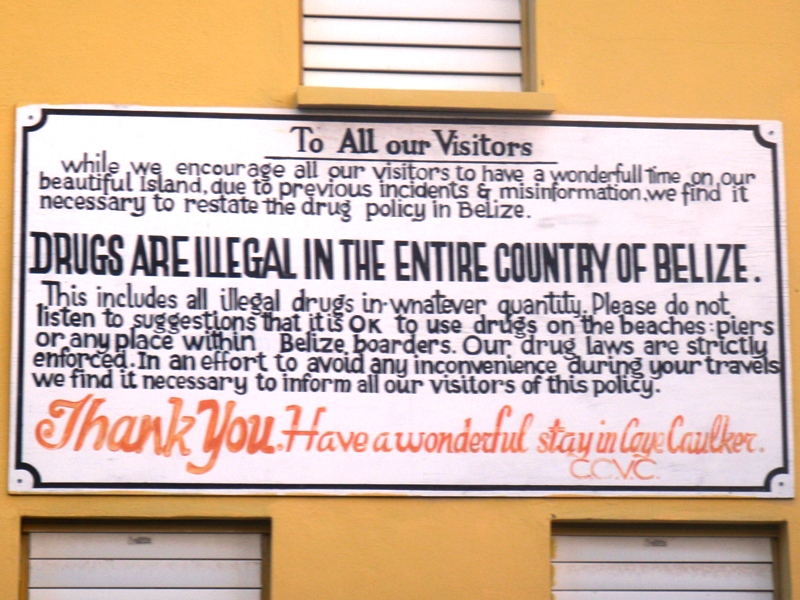 To All our Visitors
while we encourage all our visitors to have a wonderfull time on our
beautiful Island, due to previous incidents & misinformation, we find it
necessary to restate the drug policy in Belize.
DRUGS ARE ILLEGAL IN THE ENTIRE COUNTRY OF BELIZE.
This includes all illegal drugs in whatever quantity. Please do not
listen to suggestions that it is OK to use drugs on the beaches: piers
or any place within Belize boarders. Our drug laws are strictly
enforced. In an effort to avoid any inconvenience during your travels
we find it necessary to inform all our visitors of this policy.
Thank You. Have a wonderful stay in Caye Caulker.
C.C.V.C.